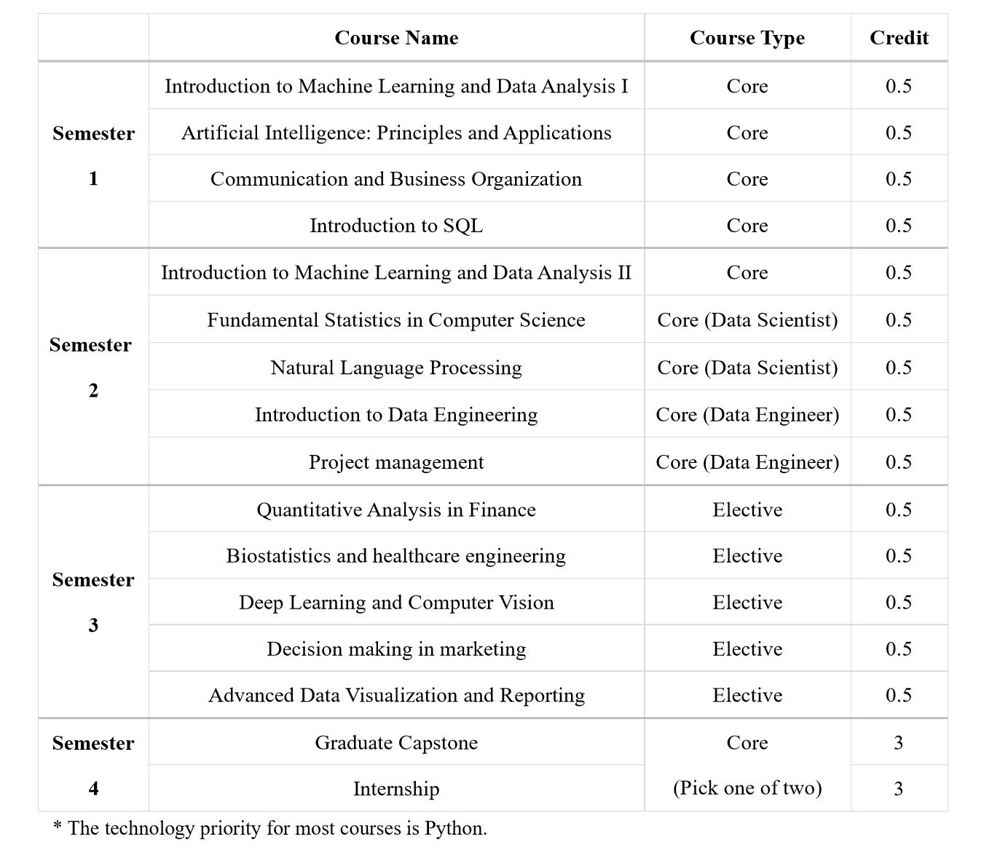 Course Name Course Type Credit
Introduction to Machine Learning and Data Analysis I Core 0.5
Semester 1
Artificial Intelligence: Principles and Applications Core 0.5
Communication and Business Organization Core 0.5
Introduction to SQL Core 0.5
Introduction to Machine Learning and Data Analysis II Core 0.5
Semester 2
Fundamental Statistics in Computer Science Core (Data Scientist) 0.5
Natural Language Processing Core (Data Scientist) 0.5
Introduction to Data Engineering Core (Data Engineer) 0.5
Project management Core (Data Engineer) 0.5
Semester 3
Quantitative Analysis in Finance Elective 0.5
Biostatistics and healthcare engineering Elective 0.5
Deep Learning and Computer Vision Elective 0.5
Decision making in marketing Elective 0.5
Advanced Data Visualization and Reporting Elective 0.5
Semester 4
Graduate Capstone Core 3
Internship (Pick one of two) 3
* The technology priority for most courses is Python.